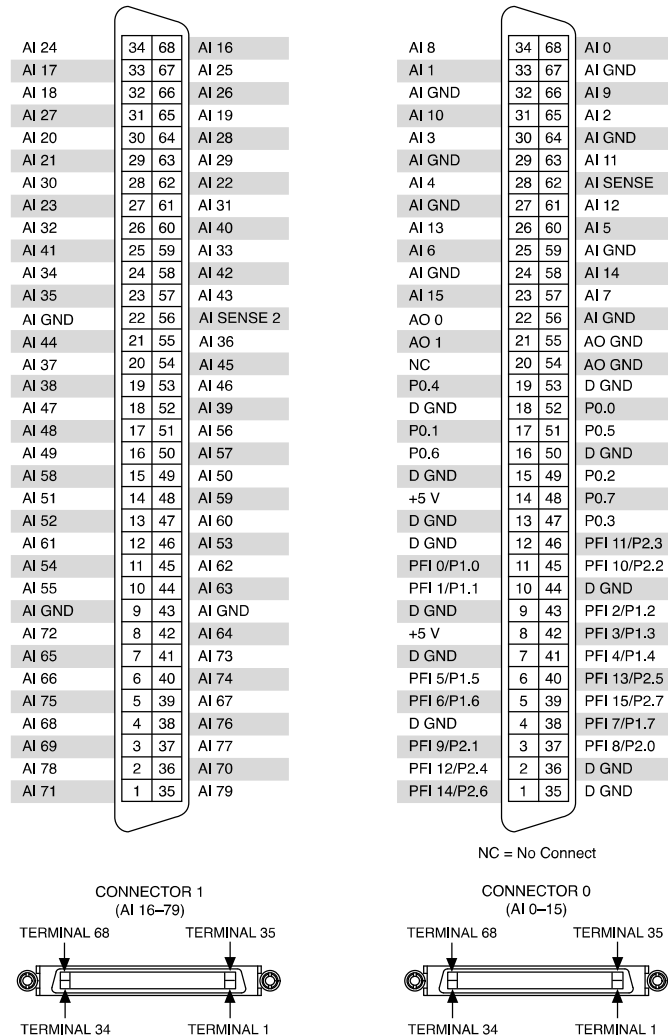 AI 24 34 68 AI 16
AI 17 33 67 AI 25
AI 18 32 66 AI 26
AI 27 31 65 AI 19
AI 20 30 64 AI 28
AI 21 29 63 AI 29
AI 30 28 62 AI 22
AI 23 27 61 AI 31
AI 32 26 60 AI 40
AI 41 25 59 AI 33
AI 34 24 58 AI 42
AI 35 23 57 AI 43
AI GND 22 56 AI SENSE 2
AI 44 21 55 AI 36
AI 37 20 54 AI 45
AI 38 19 53 AI 46
AI 47 18 52 AI 39
AI 48 17 51 AI 56
AI 49 16 50 AI 57
AI 58 15 49 AI 50
AI 51 14 48 AI 59
AI 52 13 47 AI 60
AI 61 12 46 AI 53
AI 54 11 45 AI 62
AI 55 10 44 AI 63
AI GND 9 43 AI GND
AI 72 8 42 AI 64
AI 65 7 41 AI 73
AI 66 6 40 AI 74
AI 75 5 39 AI 67
AI 68 4 38 AI 76
AI 69 3 37 AI 77
AI 78 2 36 AI 70
AI 71 1 35 AI 79
CONNECTOR 1
(AI 16–79)
TERMINAL 68 TERMINAL 35
TERMINAL 34 TERMINAL 1
AI 8 34 68 AI 0
AI 1 33 67 AI GND
AI GND 32 66 AI 9
AI 10 31 65 AI 2
AI 3 30 64 AI GND
AI GND 29 63 AI 11
AI 4 28 62 AI SENSE
AI GND 27 61 AI 12
AI 13 26 60 AI 5
AI 6 25 59 AI GND
AI GND 24 58 AI 14
AI 15 23 57 AI 7
AO 0 22 56 AI GND
AO 1 21 55 AO GND
NC 20 54 AO GND
P0.4 19 53 D GND
D GND 18 52 P0.0
P0.1 17 51 P0.5
P0.6 16 50 D GND
D GND 15 49 P0.2
+5 V 14 48 P0.7
D GND 13 47 P0.3
D GND 12 46 PFI 11/P2.3
PFI 0/P1.0 11 45 PFI 10/P2.2
PFI 1/P1.1 10 44 D GND
D GND 9 43 PFI 2/P1.2
+5 V 8 42 PFI 3/P1.3
D GND 7 41 PFI 4/P1.4
PFI 5/P1.5 6 40 PFI 13/P2.5
PFI 6/P1.6 5 39 PFI 15/P2.7
D GND 4 38 PFI 7/P1.7
PFI 9/P2.1 3 37 PFI 8/P2.0
PFI 12/P2.4 2 36 D GND
PFI 14/P2.6 1 35 D GND
NC = No Connect
CONNECTOR 0
(AI 0–15)
TERMINAL 68 TERMINAL 35
TERMINAL 34 TERMINAL 1